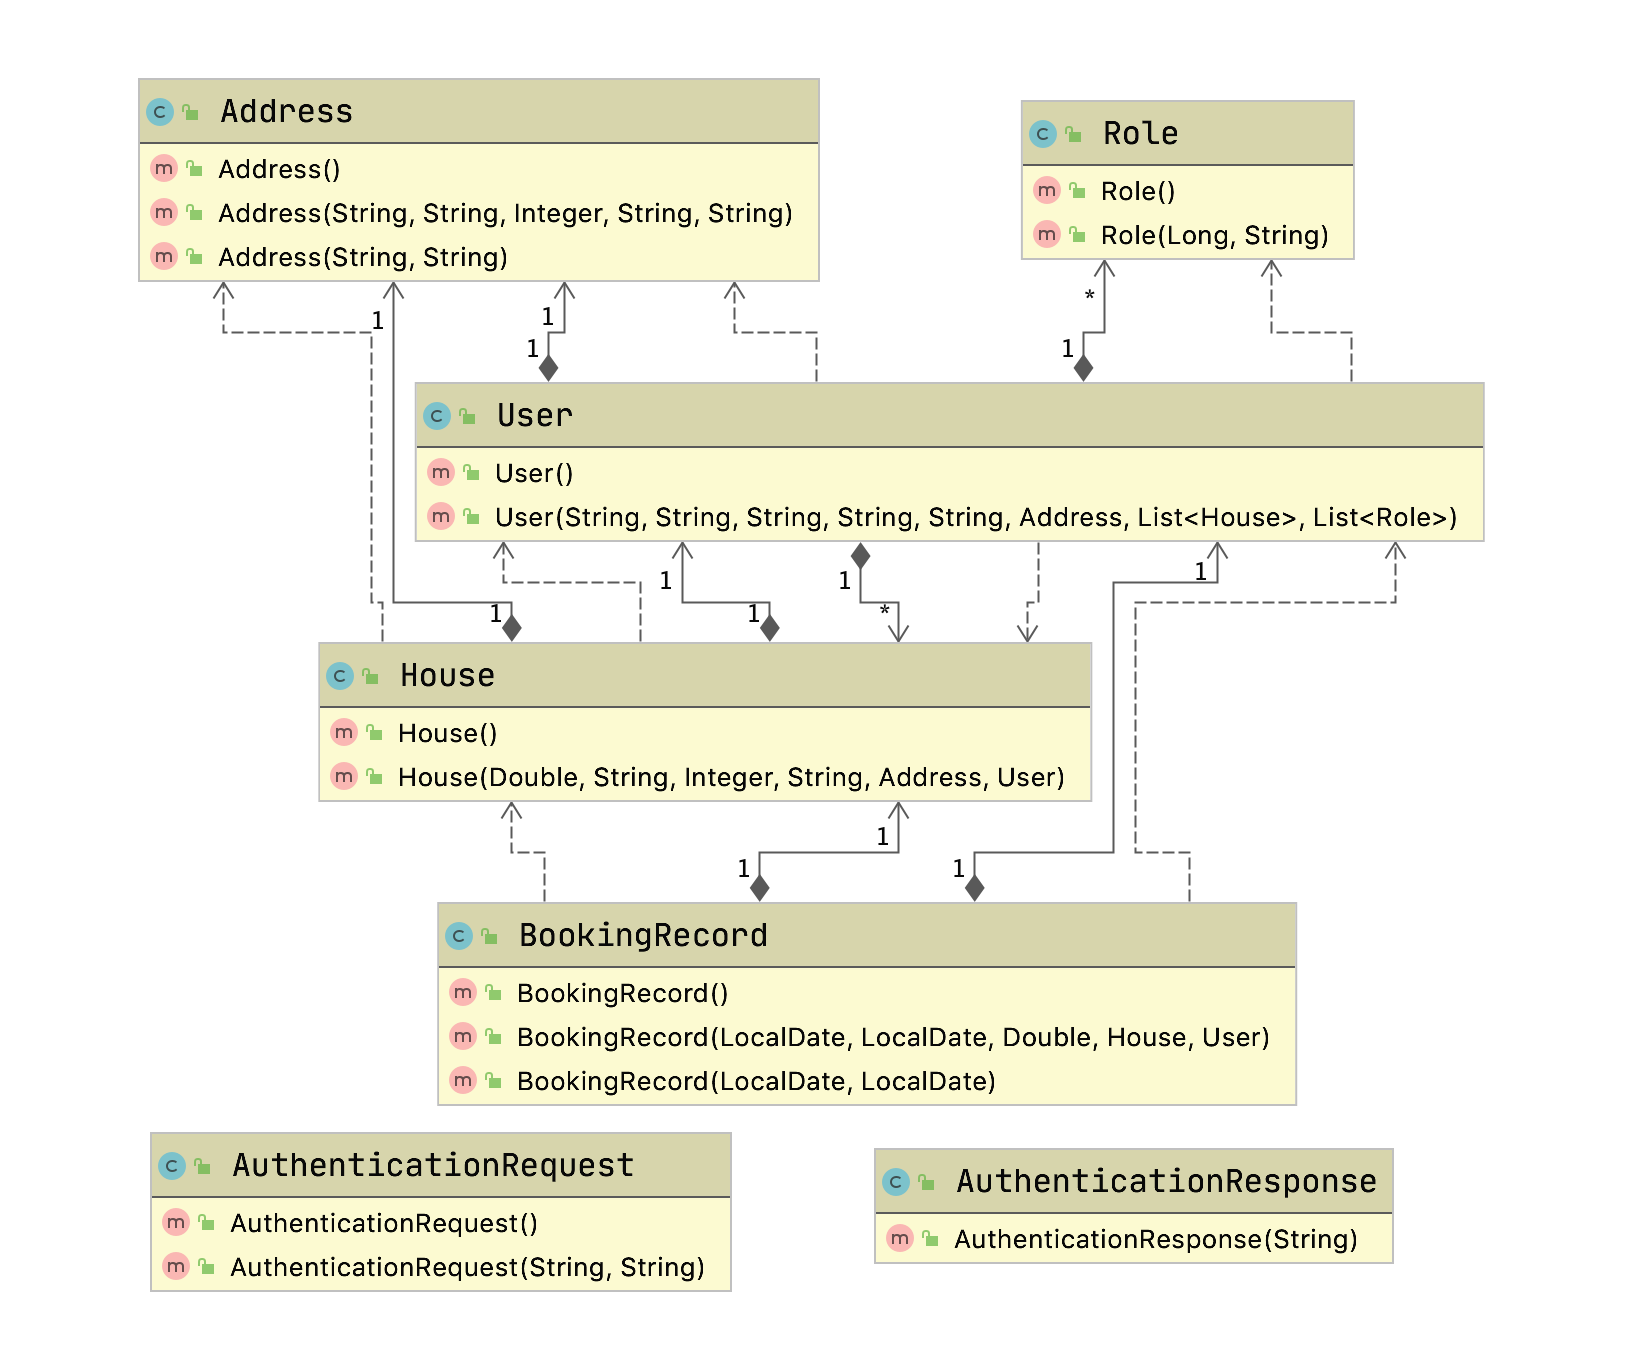 Address
Address()
Address(String, String, Integer, String, String)
Address(String, String)
Role
Role()
Role(Long, String)
1
1
1
*
1
User
User()
User(String, String, String, String, String, Address, List<House>, List<Role>)
1
1
1
1
1
*
House
House()
House(Double, String, Integer, String, Address, User)
1
1
1
BookingRecord
BookingRecord()
BookingRecord(LocalDate, LocalDate, Double, House, User)
BookingRecord(LocalDate, LocalDate)
AuthenticationRequest
AuthenticationRequest()
AuthenticationRequest(String, String)
AuthenticationResponse
AuthenticationResponse(String)